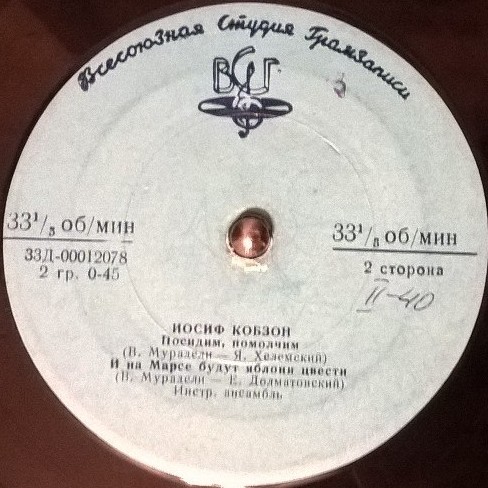 Всесоюзная Студия Грамзаписи
ВСГ
33⅓ об/мин
33Д-00012078
2 гр. 0-45
33⅓ об/мин
2 сторона
II-40
ИОСИФ КОБЗОН
Посидим, помолчим
(В. Мурадели — Я. Хелемский)
И на Марсе будут яблони цвести
(В. Мурадели — Е. Долматовский)
Инстр. ансамбль